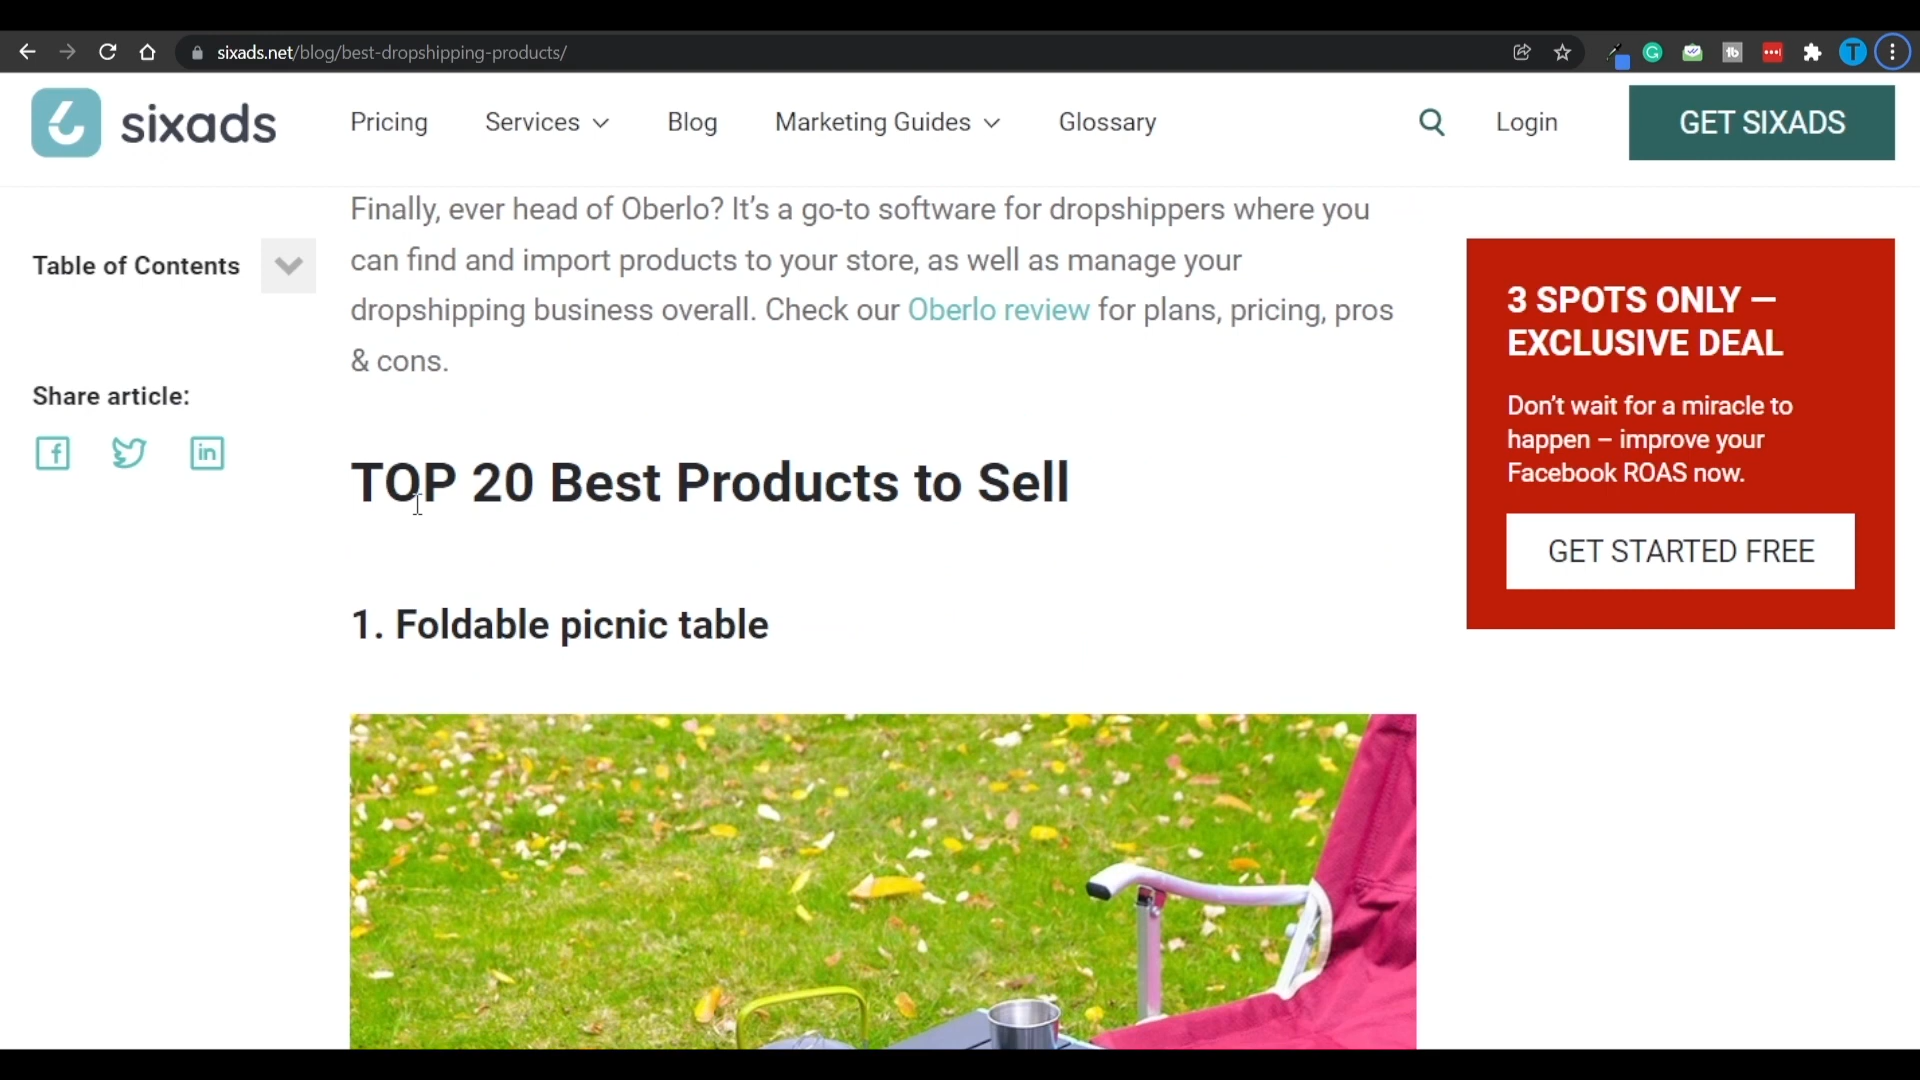 sixads.net/blog/best-dropshipping-products/
T
sixads
Pricing
Services
Blog
Marketing Guides
Glossary
Login
GET SIXADS
Table of Contents
Share article:
Finally, ever head of Oberlo? It’s a go-to software for dropshippers where you
can find and import products to your store, as well as manage your
dropshipping business overall. Check our Oberlo review for plans, pricing, pros
& cons.
TOP 20 Best Products to Sell
1. Foldable picnic table
3 SPOTS ONLY —
EXCLUSIVE DEAL
Don’t wait for a miracle to
happen – improve your
Facebook ROAS now.
GET STARTED FREE